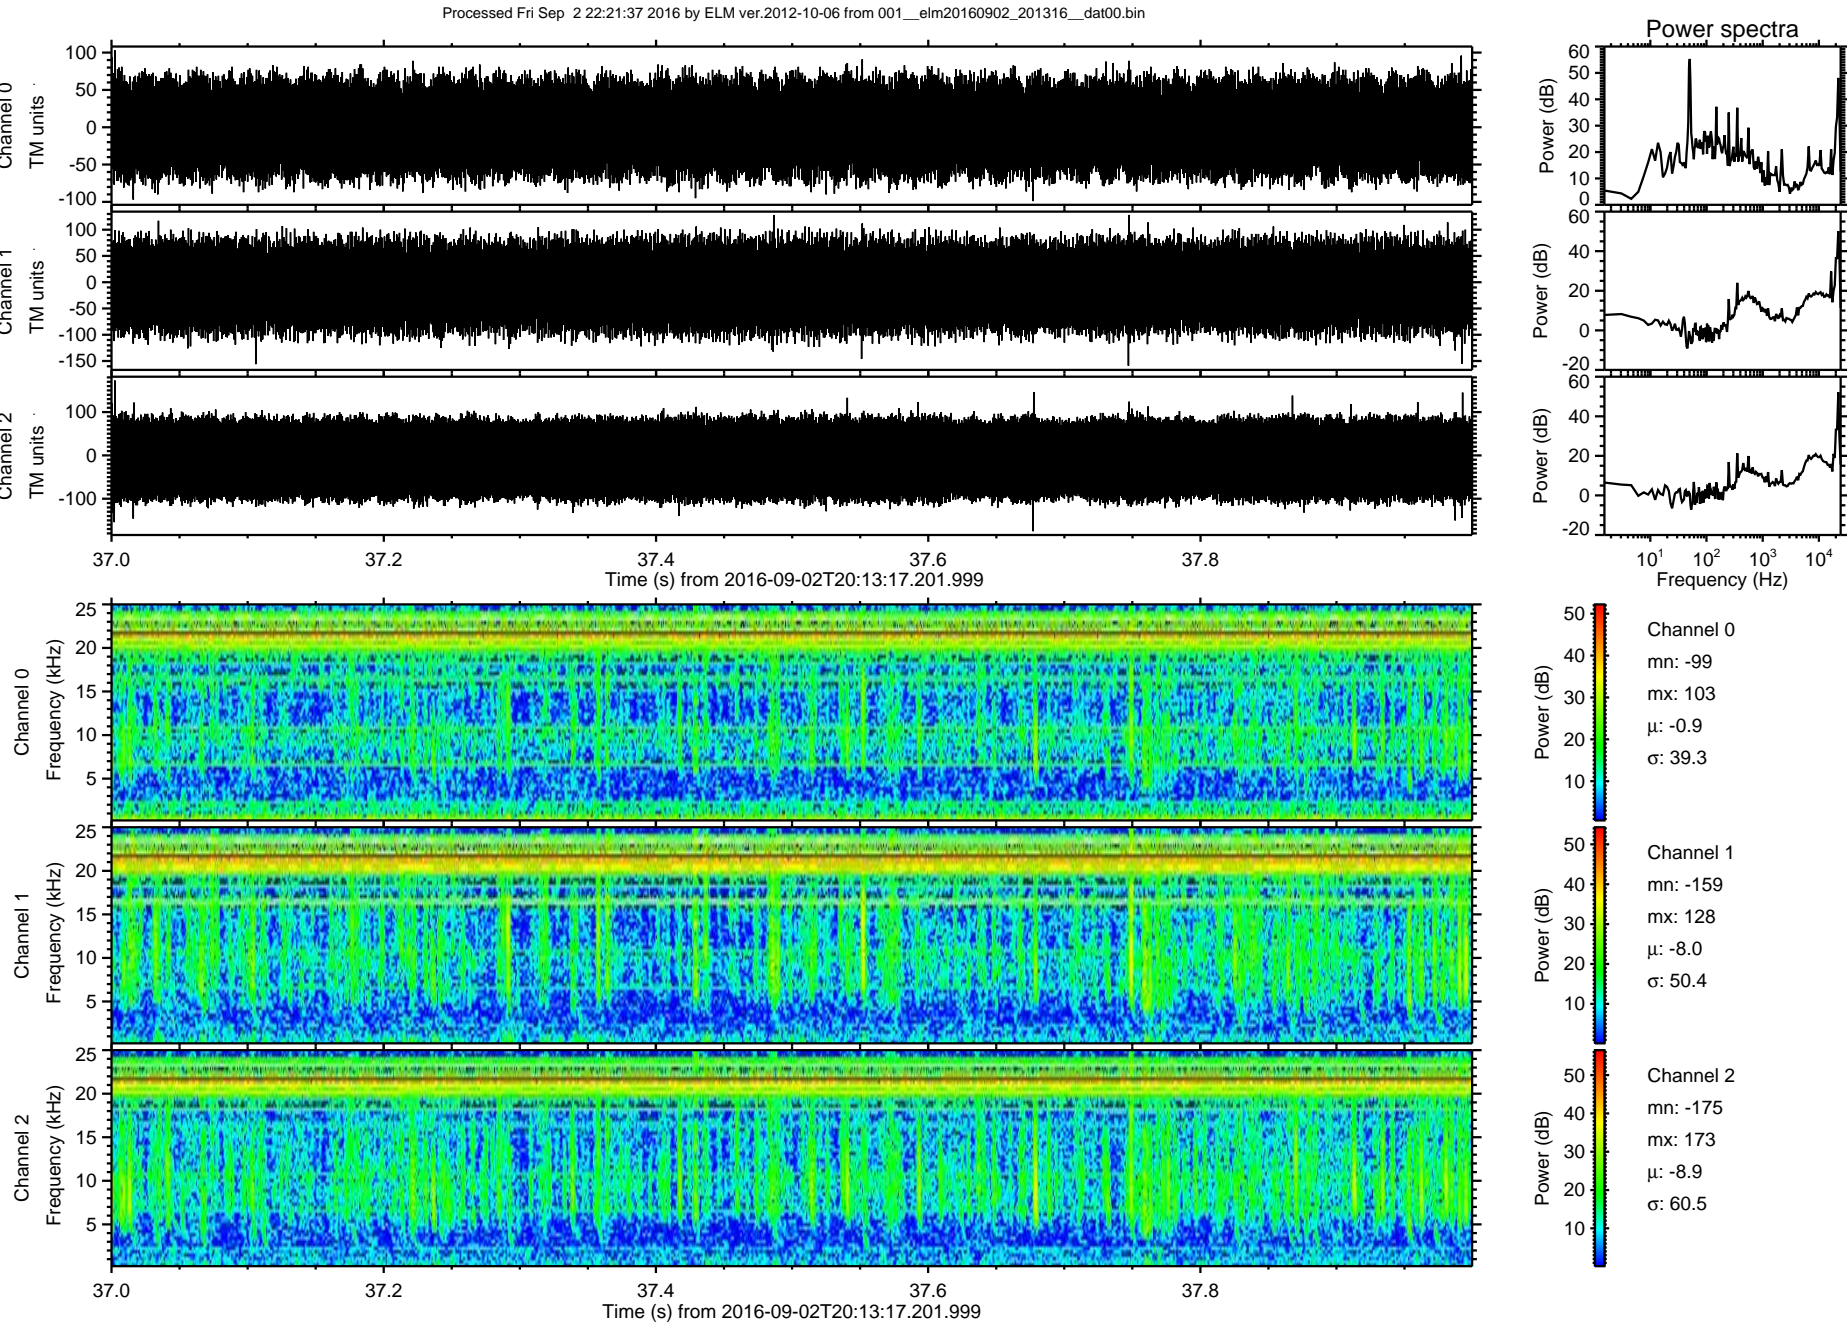 Processed Fri Sep 2 22:21:37 2016 by ELM ver.2012-10-06 from 001__elm20160902_201316__dat00.bin
Power spectra
Channel 0
TM units
100
50
0
-50
-100
Power (dB)
60
50
40
30
20
10
0
Channel 1
TM units
100
50
0
-50
-100
-150
Power (dB)
60
40
20
0
-20
Channel 2
TM units
100
0
-100
Power (dB)
60
40
20
0
-20
37.0 37.2 37.4 37.6 37.8
Time (s) from 2016-09-02T20:13:17.201.999
10¹ 10² 10³ 10⁴
Frequency (Hz)
Channel 0
Frequency (kHz)
25
20
15
10
5
Power (dB)
50
40
30
20
10
Channel 0
mn: -99
mx: 103
μ: -0.9
σ: 39.3
Channel 1
Frequency (kHz)
25
20
15
10
5
Power (dB)
50
40
30
20
10
Channel 1
mn: -159
mx: 128
μ: -8.0
σ: 50.4
Channel 2
Frequency (kHz)
25
20
15
10
5
Power (dB)
50
40
30
20
10
Channel 2
mn: -175
mx: 173
μ: -8.9
σ: 60.5
37.0 37.2 37.4 37.6 37.8
Time (s) from 2016-09-02T20:13:17.201.999